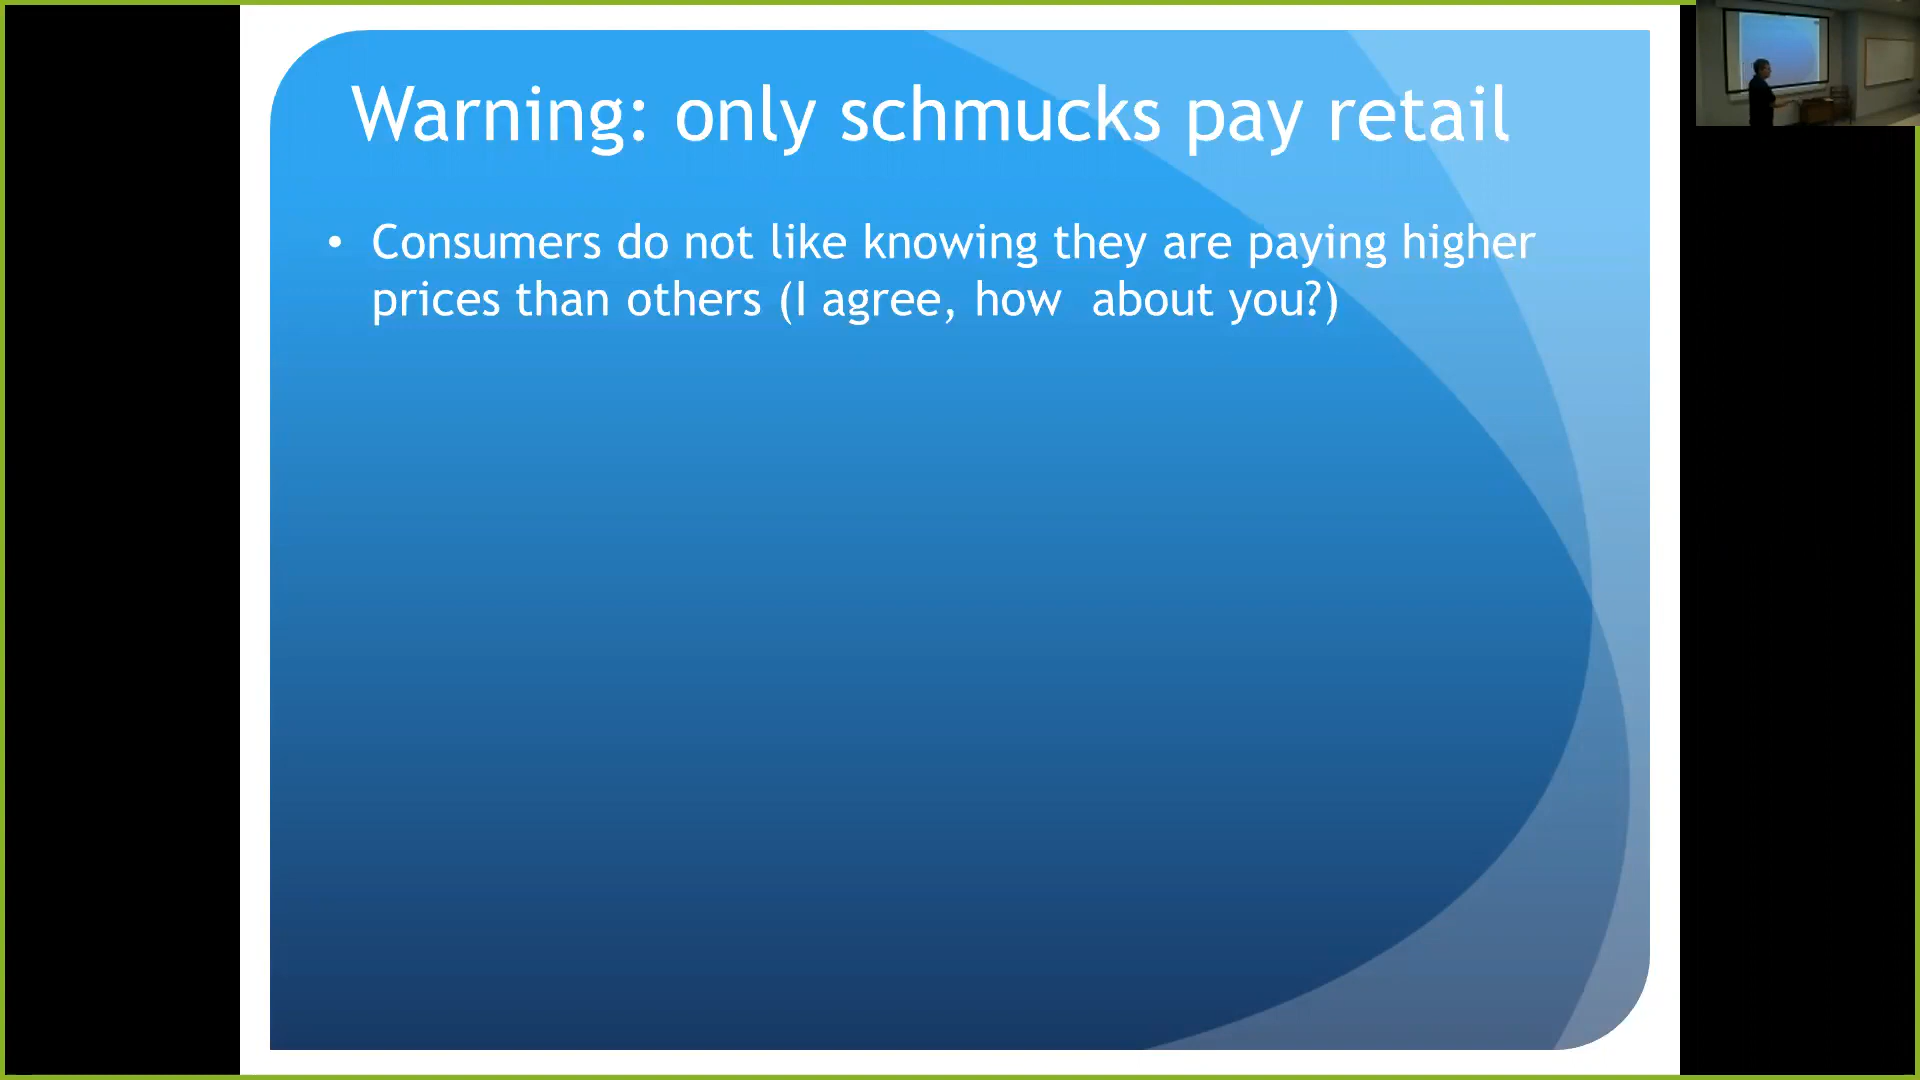 Warning: only schmucks pay retail
• Consumers do not like knowing they are paying higher
prices than others (I agree, how  about you?)